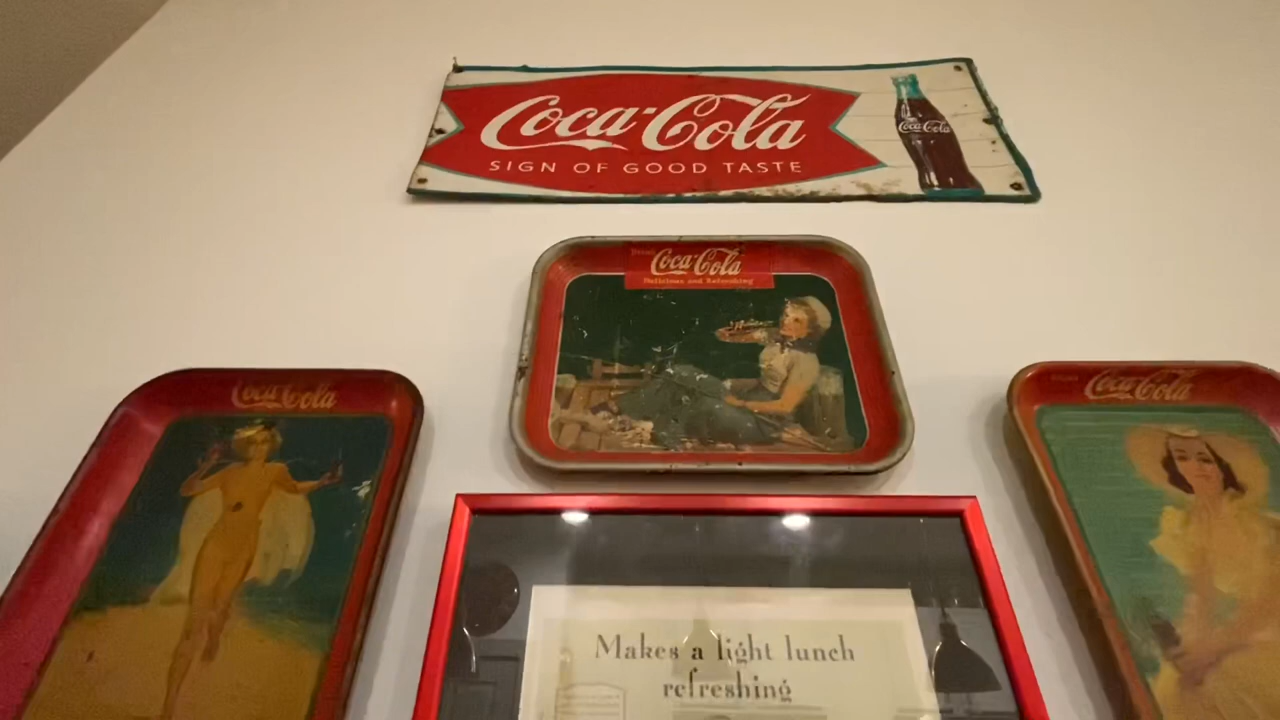 Coca-Cola
SIGN OF GOOD TASTE
Coca-Cola
Coca-Cola
Delicious and Refreshing
Coca-Cola
Coca-Cola
Makes a light lunch
refreshing